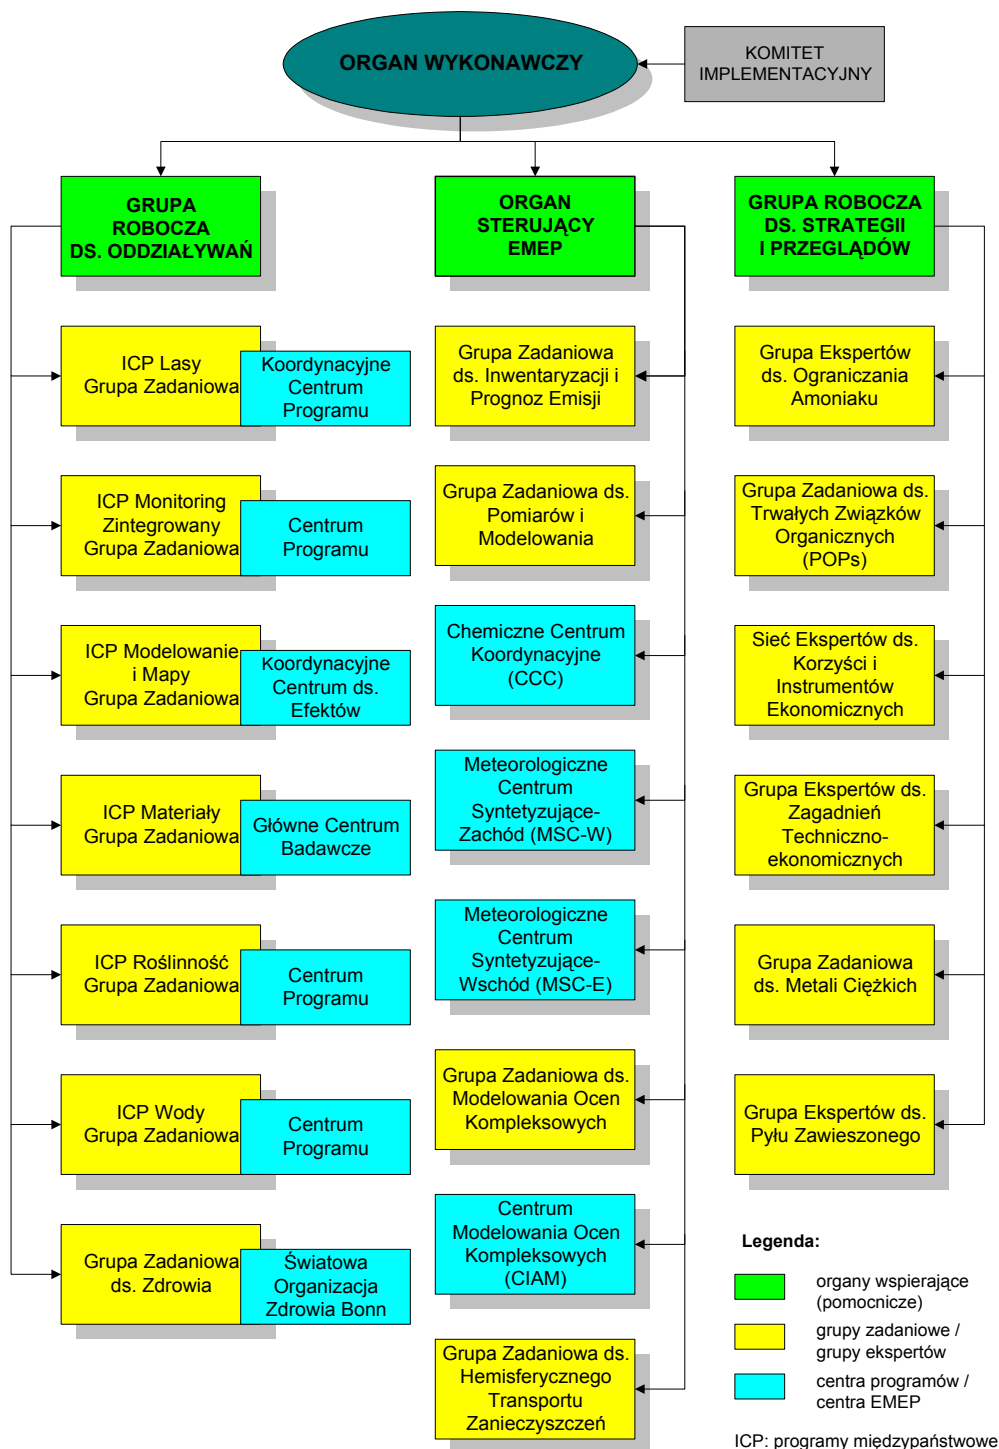 ORGAN WYKONAWCZY
KOMITET
IMPLEMENTACYJNY
GRUPA
ROBOCZA
DS. ODDZIAŁYWAŃ
ORGAN
STERUJĄCY
EMEP
GRUPA ROBOCZA
DS. STRATEGII
I PRZEGLĄDÓW
ICP Lasy
Grupa Zadaniowa
Koordynacyjne
Centrum
Programu
ICP Monitoring
Zintegrowany
Grupa Zadaniowa
Centrum
Programu
ICP Modelowanie
i Mapy
Grupa Zadaniowa
Koordynacyjne
Centrum ds.
Efektów
ICP Materiały
Grupa Zadaniowa
Główne Centrum
Badawcze
ICP Roślinność
Grupa Zadaniowa
Centrum
Programu
ICP Wody
Grupa Zadaniowa
Centrum
Programu
Grupa Zadaniowa
ds. Zdrowia
Światowa
Organizacja
Zdrowia Bonn
Grupa Zadaniowa
ds. Inwentaryzacji i
Prognoz Emisji
Grupa Zadaniowa ds.
Pomiarów i
Modelowania
Chemiczne Centrum
Koordynacyjne
(CCC)
Meteorologiczne
Centrum
Syntetyzujące-
Zachód (MSC-W)
Meteorologiczne
Centrum
Syntetyzujące-
Wschód (MSC-E)
Grupa Zadaniowa ds.
Modelowania Ocen
Kompleksowych
Centrum
Modelowania Ocen
Kompleksowych
(CIAM)
Grupa Zadaniowa ds.
Hemisferycznego
Transportu
Zanieczyszczeń
Grupa Ekspertów
ds. Ograniczania
Amoniaku
Grupa Zadaniowa ds.
Trwałych Związków
Organicznych
(POPs)
Sieć Ekspertów ds.
Korzyści i
Instrumentów
Ekonomicznych
Grupa Ekspertów ds.
Zagadnień
Techniczno-
ekonomicznych
Grupa Zadaniowa
ds. Metali Ciężkich
Grupa Ekspertów ds.
Pyłu Zawieszonego
Legenda:
organy wspierające
(pomocnicze)
grupy zadaniowe /
grupy ekspertów
centra programów /
centra EMEP
ICP: programy międzypaństwowe